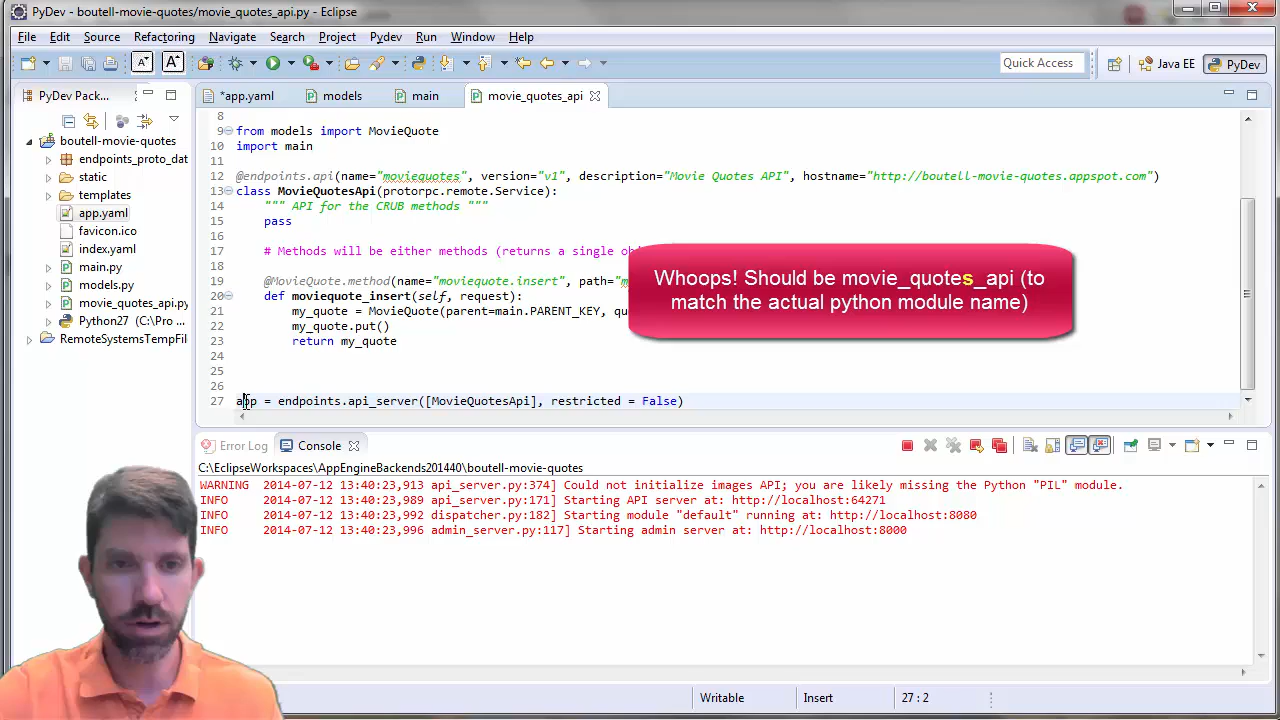 PyDev - boutell-movie-quotes/movie_quotes_api.py - Eclipse
File Edit Source Refactoring Navigate Search Project Pydev Run Window Help
Quick Access Java EE PyDev
PyDev Pack... *app.yaml models main movie_quotes_api
boutell-movie-quotes
endpoints_proto_dat
static
templates
app.yaml
favicon.ico
index.yaml
main.py
models.py
movie_quotes_api.py
Python27 (C:\Pro
RemoteSystemsTempFil
8
9 from models import MovieQuote
10 import main
11
12 @endpoints.api(name="moviequotes", version="v1", description="Movie Quotes API", hostname="http://boutell-movie-quotes.appspot.com")
13 class MovieQuotesApi(protorpc.remote.Service):
14 """ API for the CRUB methods """
15 pass
16
17 # Methods will be either methods (returns a single ob
18
19 @MovieQuote.method(name="moviequote.insert", path="m
20 def moviequote_insert(self, request):
21 my_quote = MovieQuote(parent=main.PARENT_KEY, qu
22 my_quote.put()
23 return my_quote
24
25
26
27 app = endpoints.api_server([MovieQuotesApi], restricted = False)
Whoops! Should be movie_quotes_api (to
match the actual python module name)
Error Log Console
C:\EclipseWorkspaces\AppEngineBackends201440\boutell-movie-quotes
WARNING 2014-07-12 13:40:23,913 api_server.py:374] Could not initialize images API; you are likely missing the Python "PIL" module.
INFO 2014-07-12 13:40:23,989 api_server.py:171] Starting API server at: http://localhost:64271
INFO 2014-07-12 13:40:23,992 dispatcher.py:182] Starting module "default" running at: http://localhost:8080
INFO 2014-07-12 13:40:23,996 admin_server.py:117] Starting admin server at: http://localhost:8000
Writable Insert 27 : 2